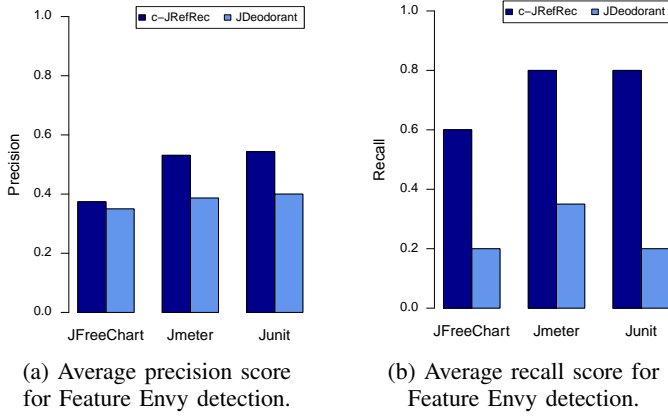 c-JRefRec JDeodorant
1.0
0.8
0.6
0.4
0.2
0.0
Precision
JFreeChart Jmeter Junit
(a) Average precision score
for Feature Envy detection.
c-JRefRec JDeodorant
1.0
0.8
0.6
0.4
0.2
0.0
Recall
JFreeChart Jmeter Junit
(b) Average recall score for
Feature Envy detection.